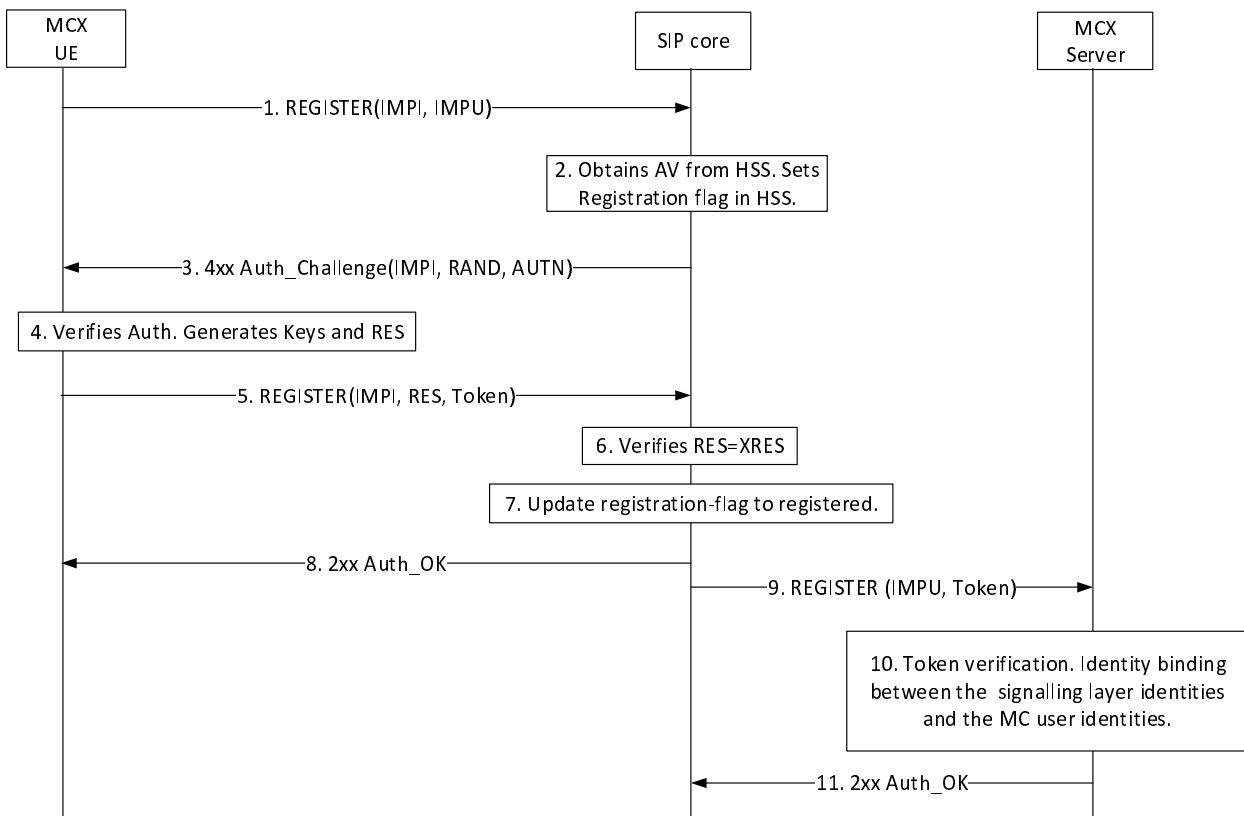 MCX
UE
SIP core
MCX
Server
1. REGISTER(IMPI, IMPU)
2. Obtains AV from HSS. Sets
Registration flag in HSS.
3. 4xx Auth_Challenge(IMPI, RAND, AUTN)
4. Verifies Auth. Generates Keys and RES
5. REGISTER(IMPI, RES, Token)
6. Verifies RES=XRES
7. Update registration-flag to registered.
8. 2xx Auth_OK
9. REGISTER (IMPU, Token)
10. Token verification. Identity binding
between the signalling layer identities
and the MC user identities.
11. 2xx Auth_OK